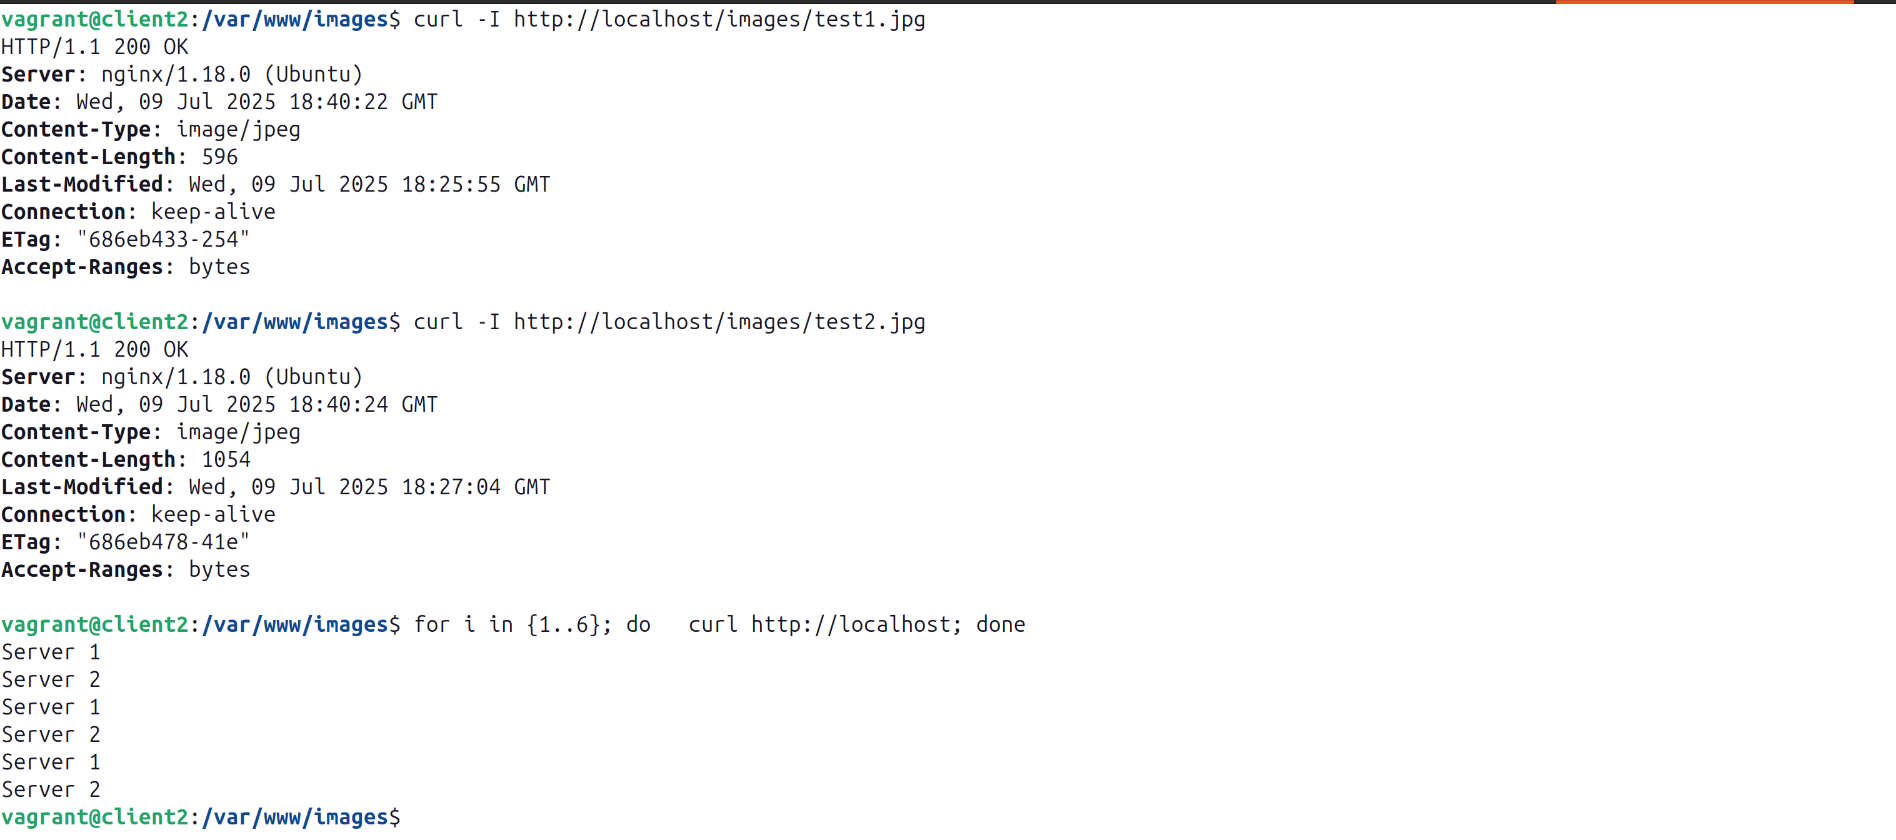 vagrant@client2:/var/www/images$ curl -I http://localhost/images/test1.jpg
HTTP/1.1 200 OK
Server: nginx/1.18.0 (Ubuntu)
Date: Wed, 09 Jul 2025 18:40:22 GMT
Content-Type: image/jpeg
Content-Length: 596
Last-Modified: Wed, 09 Jul 2025 18:25:55 GMT
Connection: keep-alive
ETag: "686eb433-254"
Accept-Ranges: bytes
vagrant@client2:/var/www/images$ curl -I http://localhost/images/test2.jpg
HTTP/1.1 200 OK
Server: nginx/1.18.0 (Ubuntu)
Date: Wed, 09 Jul 2025 18:40:24 GMT
Content-Type: image/jpeg
Content-Length: 1054
Last-Modified: Wed, 09 Jul 2025 18:27:04 GMT
Connection: keep-alive
ETag: "686eb478-41e"
Accept-Ranges: bytes
vagrant@client2:/var/www/images$ for i in {1..6}; do   curl http://localhost; done
Server 1
Server 2
Server 1
Server 2
Server 1
Server 2
vagrant@client2:/var/www/images$